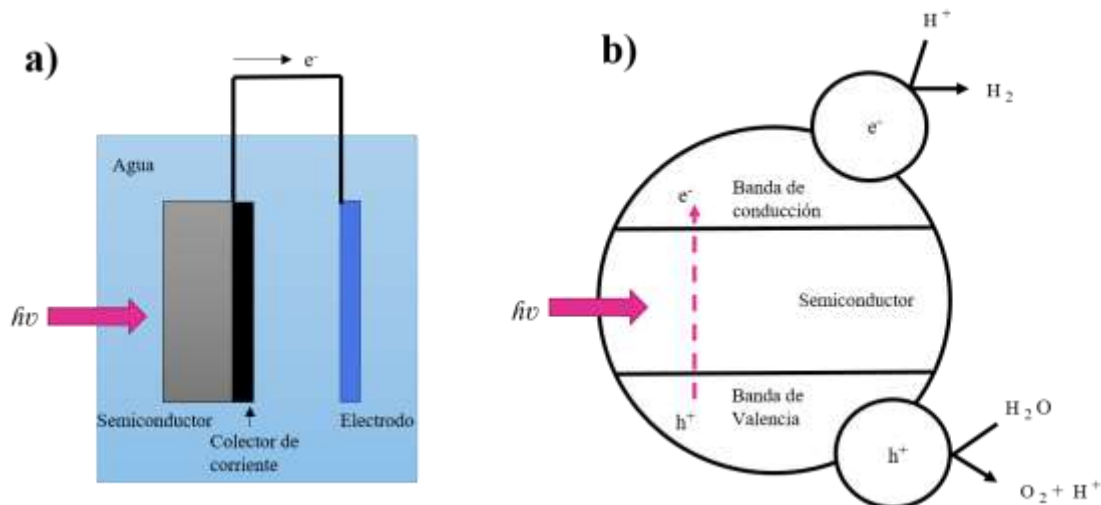 a)
e-
Agua
hν
Semiconductor
Colector de
corriente
Electrodo
b)
H+
H2
e-
e-
Banda de
conducción
Semiconductor
hν
Banda de
Valencia
h+
h+
H2O
O2 + H+